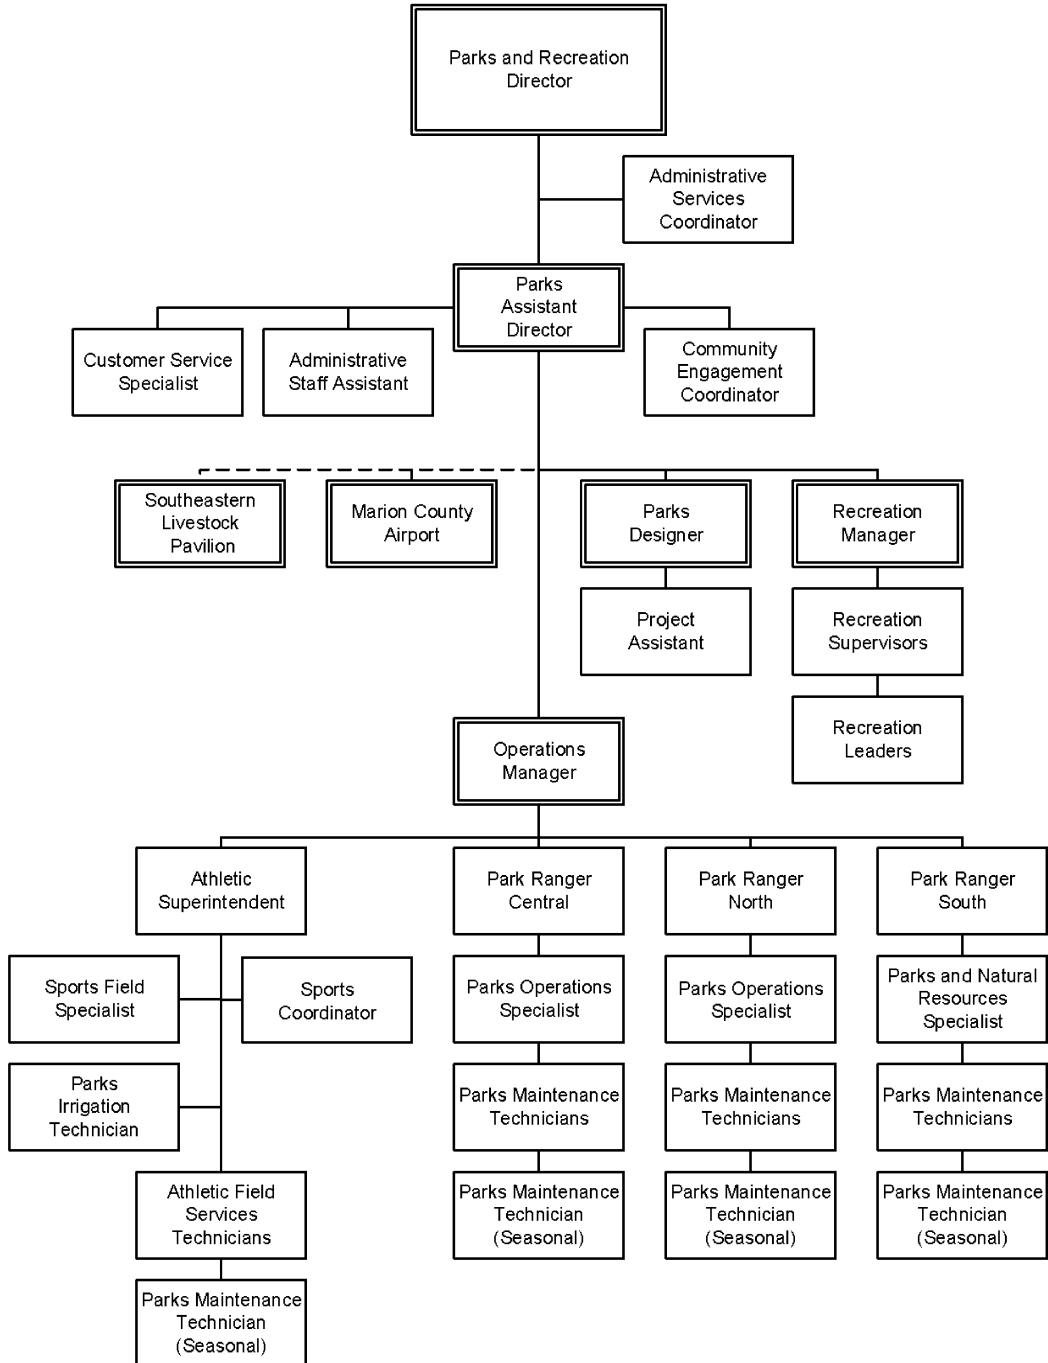 Parks and Recreation
Director
Administrative
Services
Coordinator
Parks
Assistant
Director
Customer Service
Specialist
Administrative
Staff Assistant
Community
Engagement
Coordinator
Southeastern
Livestock
Pavilion
Marion County
Airport
Parks
Designer
Recreation
Manager
Project
Assistant
Recreation
Supervisors
Recreation
Leaders
Operations
Manager
Athletic
Superintendent
Park Ranger
Central
Park Ranger
North
Park Ranger
South
Sports Field
Specialist
Sports
Coordinator
Parks Operations
Specialist
Parks Operations
Specialist
Parks and Natural
Resources
Specialist
Parks
Irrigation
Technician
Parks Maintenance
Technicians
Parks Maintenance
Technicians
Parks Maintenance
Technicians
Athletic Field
Services
Technicians
Parks Maintenance
Technician
(Seasonal)
Parks Maintenance
Technician
(Seasonal)
Parks Maintenance
Technician
(Seasonal)
Parks Maintenance
Technician
(Seasonal)